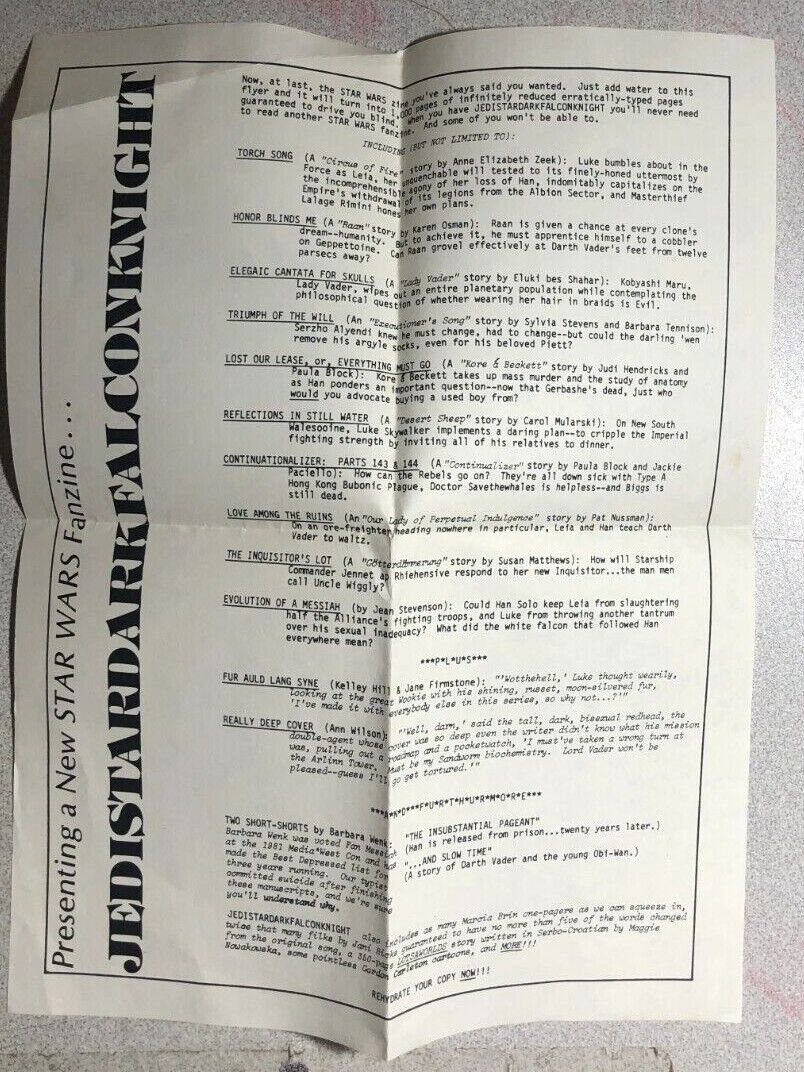 Presenting a New STAR WARS Fanzine...
JEDISTARDARKFALCONKNIGHT
Now, at last, the STAR WARS zine you've always said you wanted. Just add water to this
flyer and it will turn into 1,000 pages of infinitely reduced erratically-typed pages
guaranteed to drive you blind. When you have JEDISTARDARKFALCONKNIGHT you'll never need
to read another STAR WARS fanzine. And some of you won't be able to.
INCLUDING (BUT NOT LIMITED TO):
TORCH SONG (A "Circus of Fire" story by Anne Elizabeth Zeek): Luke bumbles about in the
Force as Leia, her unquenchable will tested to its finely-honed uttermost by
the incomprehensible agony of her loss of Han, indomitably capitalizes on the
Empire's withdrawal of its legions from the Albion Sector, and Masterthief
Lalage Rimini hones her own plans.
HONOR BLINDS ME (A "Raan" story by Karen Osman): Raan is given a chance at every clone's
dream--humanity. But to achieve it, he must apprentice himself to a cobbler
on Geppettoine. Can Raan grovel effectively at Darth Vader's feet from twelve
parsecs away?
ELEGAIC CANTATA FOR SKULLS (A "Lady Vader" story by Eluki bes Shahar): Kobyashi Maru,
Lady Vader, wipes out an entire planetary population while contemplating the
philosophical question of whether wearing her hair in braids is Evil.
TRIUMPH OF THE WILL (An "Executioner's Song" story by Sylvia Stevens and Barbara Tennison):
Serzho Alyendi knew he must change, had to change--but could the darling 'wen
remove his argyle socks, even for his beloved Piett?
LOST OUR LEASE, or, EVERYTHING MUST GO (A "Kore & Beckett" story by Judi Hendricks and
Paula Block): Kore & Beckett takes up mass murder and the study of anatomy
as Han ponders an important question--now that Gerbashe's dead, just who
would you advocate buying a used boy from?
REFLECTIONS IN STILL WATER (A "Desert Sheep" story by Carol Mularski): On New South
Walesooine, Luke Skywalker implements a daring plan--to cripple the Imperial
fighting strength by inviting all of his relatives to dinner.
CONTINUATIONALIZER: PARTS 143 & 144 (A "Continualizer" story by Paula Block and Jackie
Paciello): How can the Rebels go on? They're all down sick with Type A
Hong Kong Bubonic Plague, Doctor Savethewhales is helpless--and Biggs is
still dead.
LOVE AMONG THE RUINS (An "Our Lady of Perpetual Indulgence" story by Pat Nussman):
On an ore-freighter heading nowhere in particular, Leia and Han teach Darth
Vader to waltz.
THE INQUISITOR'S LOT (A "Götterdämmerung" story by Susan Matthews): How will Starship
Commander Jennet ap Rhiehensive respond to her new Inquisitor...the man men
call Uncle Wiggly?
EVOLUTION OF A MESSIAH (by Jean Stevenson): Could Han Solo keep Leia from slaughtering
half the Alliance's fighting troops, and Luke from throwing another tantrum
over his sexual inadequacy? What did the white falcon that followed Han
everywhere mean?
***P*L*U*S***
FUR AULD LANG SYNE (Kelley Hill & Jane Firmstone): "'Wotthehell,' Luke thought wearily,
looking at the great Wookie with his shining, russet, moon-silvered fur,
'I've made it with everybody else in this series, so why not...?'"
REALLY DEEP COVER (Ann Wilson): "'Well, darn,' said the tall, dark, bisexual redhead, the
double-agent whose cover was so deep even the writer didn't know what his mission
was, pulling out a roadmap and a pocketwatch, 'I must've taken a wrong turn at
the Arlinn Tower. Must be my Sandworm biochemistry. Lord Vader won't be
pleased--guess I'll go get tortured.'"
***A*N*D***F*U*R*T*H*U*R*M*O*R*E***
TWO SHORT-SHORTS by Barbara Wenk: "THE INSUBSTANTIAL PAGEANT"
Barbara Wenk was voted Fan Messiah (Han is released from prison...twenty years later.)
at the 1981 Media*West Con and has "...AND SLOW TIME"
made the Best Depressed list for (A story of Darth Vader and the young Obi-Wan.)
three years running. Our typist
committed suicide after finishing
these manuscripts, and we're sure
you'll understand why.
JEDISTARDARKFALCONKNIGHT also includes as many Marcia Brin one-pagers as we can squeeze in,
twice that many filks by Jani Hicks guaranteed to have no more than five of the words changed
from the original song, a 360-page LOTSAWORLDS story written in Serbo-Croatian by Maggie
Nowakowska, some pointless Gordon Carleton cartoons, and MORE!!!
REHYDRATE YOUR COPY NOW!!!